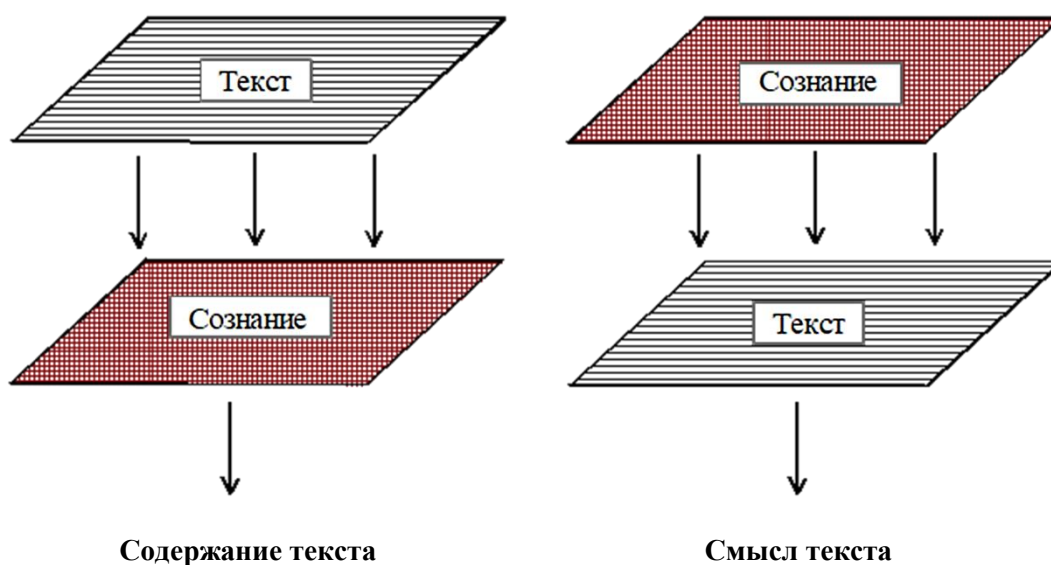 Текст
Сознание
Сознание
Текст
Содержание текста
Смысл текста